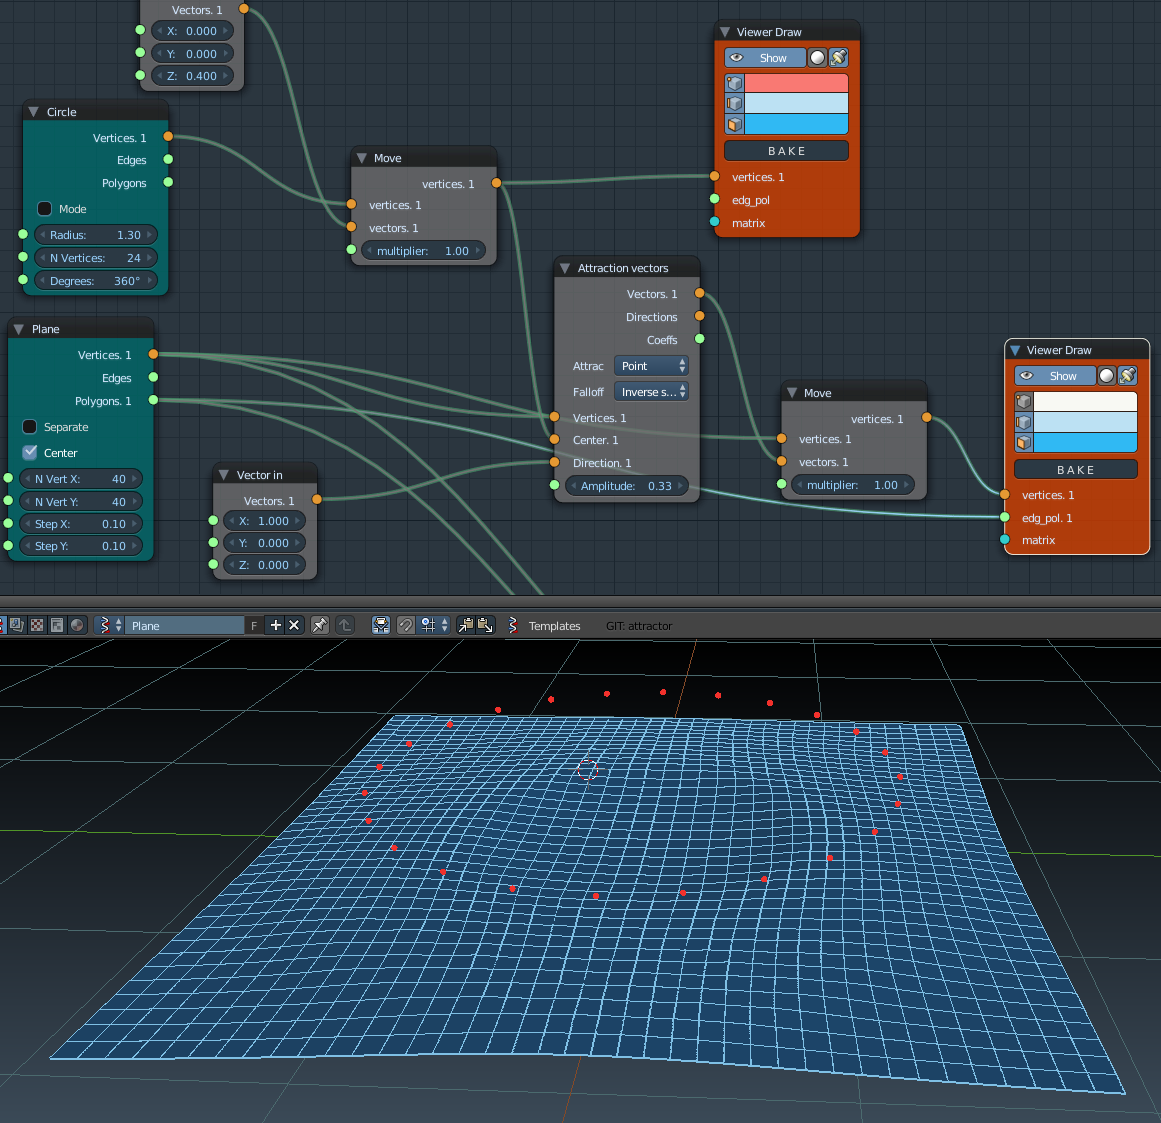 Vectors. 1
X: 0.000
Y: 0.000
Z: 0.400
Circle
Vertices. 1
Edges
Polygons
Mode
Radius: 1.30
N Vertices: 24
Degrees: 360°
Move
vertices. 1
vertices. 1
vectors. 1
multiplier: 1.00
Viewer Draw
Show
BAKE
vertices. 1
edg_pol
matrix
Plane
Vertices. 1
Edges
Polygons. 1
Separate
Center
N Vert X: 40
N Vert Y: 40
Step X: 0.10
Step Y: 0.10
Vector in
Vectors. 1
X: 1.000
Y: 0.000
Z: 0.000
Attraction vectors
Vectors. 1
Directions
Coeffs
Attrac Point
Falloff Inverse s...
Vertices. 1
Center. 1
Direction. 1
Amplitude: 0.33
Move
vertices. 1
vertices. 1
vectors. 1
multiplier: 1.00
Viewer Draw
Show
BAKE
vertices. 1
edg_pol. 1
matrix
Plane F Templates GIT: attractor